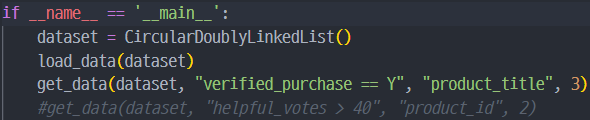 if __name__ == '__main__':
    dataset = CircularDoublyLinkedList()
    load_data(dataset)
    get_data(dataset, "verified_purchase == Y", "product_title", 3)
    #get_data(dataset, "helpful_votes > 40", "product_id", 2)